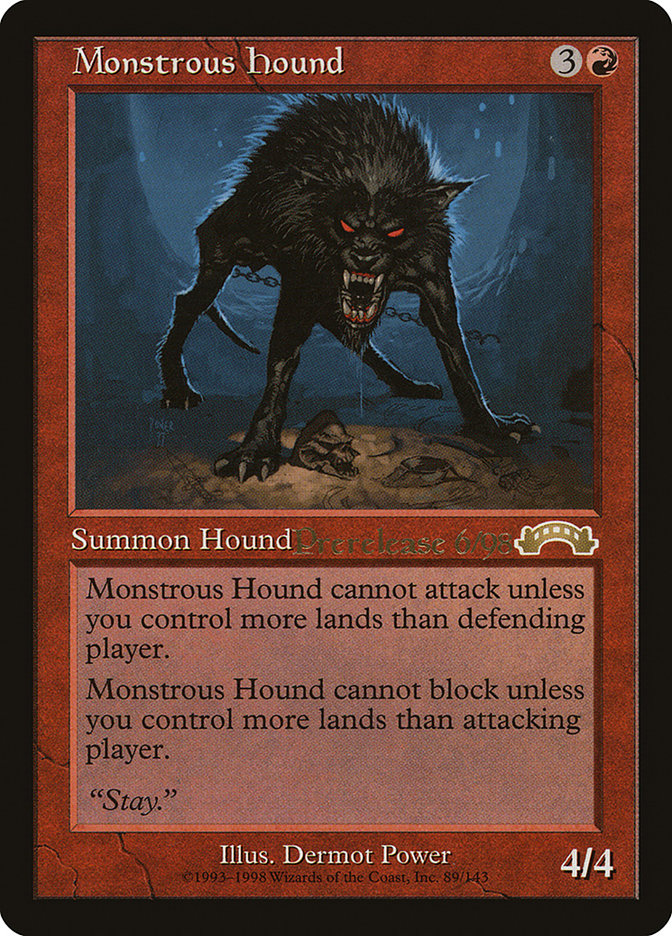 Monstrous Hound 3
POWER
Summon Hound Prerelease 6/98
Monstrous Hound cannot attack unless
you control more lands than defending
player.
Monstrous Hound cannot block unless
you control more lands than attacking
player.
“Stay.”
Illus. Dermot Power
©1993–1998 Wizards of the Coast, Inc. 89/143
4/4